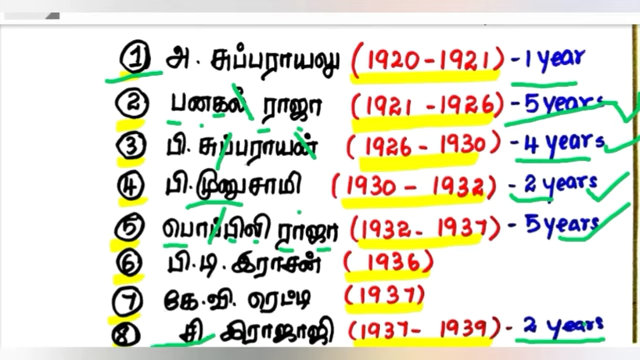 ① அ. சுப்பராயலு (1920 - 1921) - 1 year
② பனகல் ராஜா (1921 - 1926) - 5 years
③ பி. சுப்பராயன் (1926 - 1930) - 4 years
④ பி. முனுசாமி (1930 - 1932) - 2 years
⑤ பொப்பிலி ராஜா (1932 - 1937) - 5 years
⑥ பி. டி. இராசன் (1936)
⑦ கே. வி. ரெட்டி (1937)
⑧ சி இராஜாஜி (1937 - 1939) - 2 years